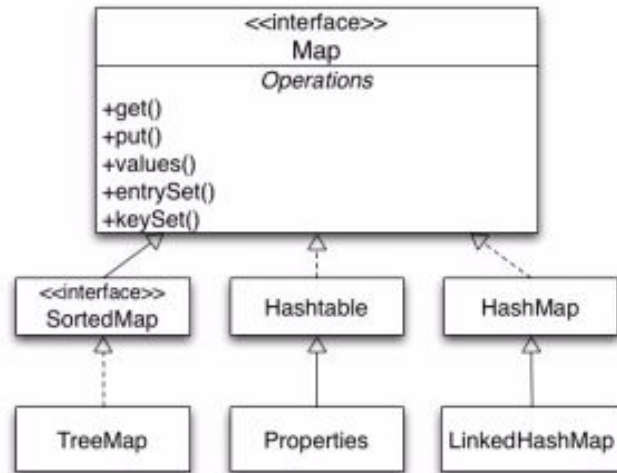 <<interface>>
Map
Operations
+get()
+put()
+values()
+entrySet()
+keySet()
<<interface>>
SortedMap
Hashtable
HashMap
TreeMap
Properties
LinkedHashMap